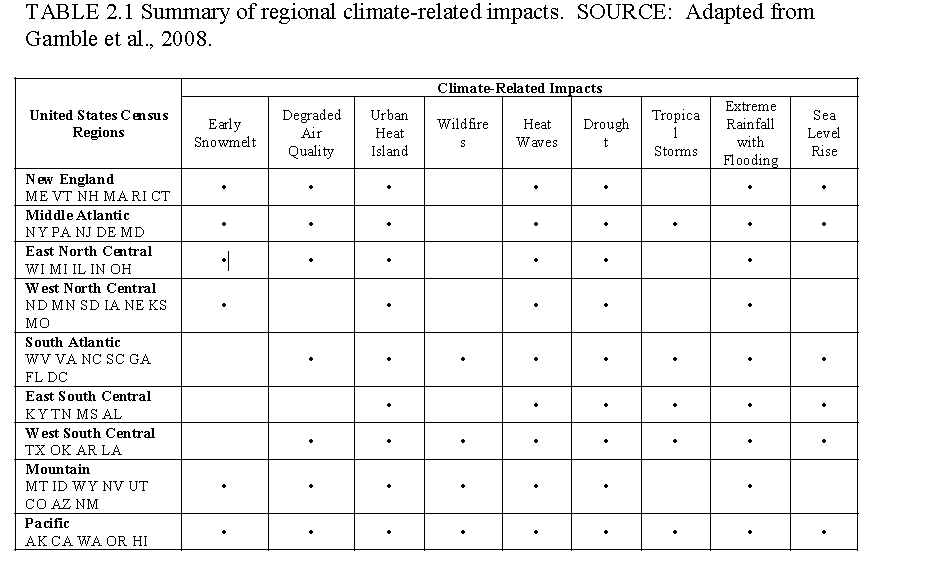 TABLE 2.1 Summary of regional climate-related impacts.  SOURCE:  Adapted from
Gamble et al., 2008.
United States Census
Regions
Climate-Related Impacts
Early
Snowmelt
Degraded
Air
Quality
Urban
Heat
Island
Wildfire
s
Heat
Waves
Drough
t
Tropica
l
Storms
Extreme
Rainfall
with
Flooding
Sea
Level
Rise
New England
ME VT NH MA RI CT
• • • • • • •
Middle Atlantic
NY PA NJ DE MD
• • • • • • • •
East North Central
WI MI IL IN OH
• • • • • •
West North Central
ND MN SD IA NE KS
MO
• • • • •
South Atlantic
WV VA NC SC GA
FL DC
• • • • • • • •
East South Central
KY TN MS AL
• • • • • •
West South Central
TX OK AR LA
• • • • • • • •
Mountain
MT ID WY NV UT
CO AZ NM
• • • • • • •
Pacific
AK CA WA OR HI
• • • • • • • • •